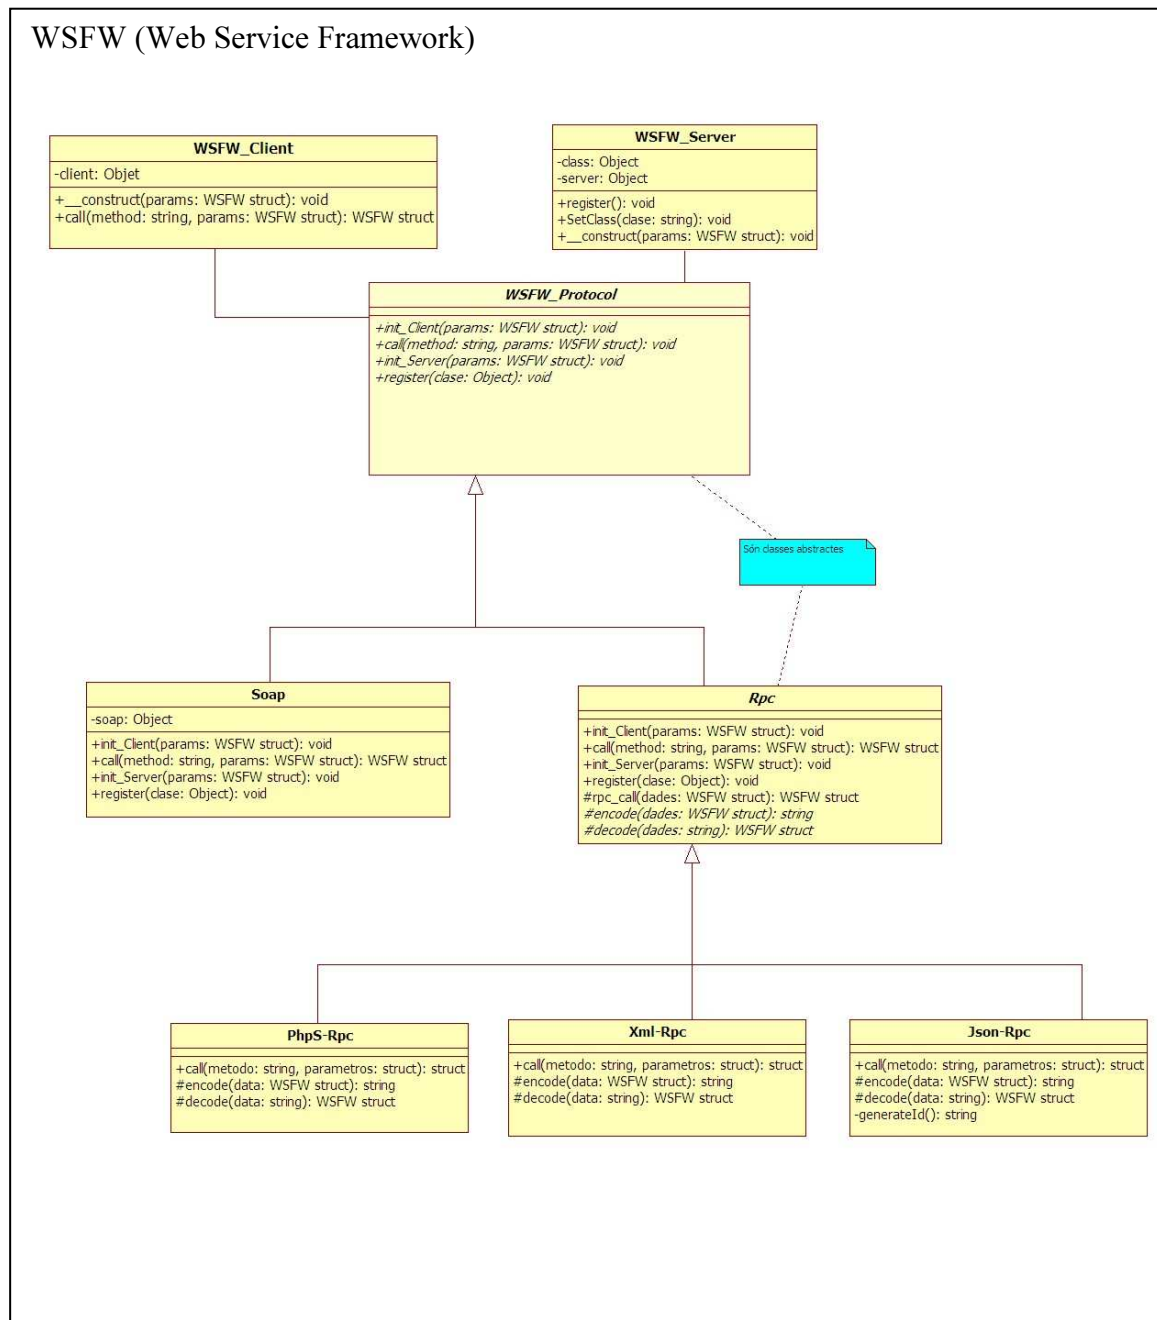 WSFW (Web Service Framework)
WSFW_Client
-client: Objet
+__construct(params: WSFW struct): void
+call(method: string, params: WSFW struct): WSFW struct
WSFW_Server
-class: Object
-server: Object
+register(): void
+SetClass(clase: string): void
+__construct(params: WSFW struct): void
WSFW_Protocol
+init_Client(params: WSFW struct): void
+call(method: string, params: WSFW struct): void
+init_Server(params: WSFW struct): void
+register(clase: Object): void
Són classes abstractes
Soap
-soap: Object
+init_Client(params: WSFW struct): void
+call(method: string, params: WSFW struct): WSFW struct
+init_Server(params: WSFW struct): void
+register(clase: Object): void
Rpc
+init_Client(params: WSFW struct): void
+call(method: string, params: WSFW struct): WSFW struct
+init_Server(params: WSFW struct): void
+register(clase: Object): void
#rpc_call(dades: WSFW struct): WSFW struct
#encode(dades: WSFW struct): string
#decode(dades: string): WSFW struct
PhpS-Rpc
+call(metodo: string, parametros: struct): struct
#encode(data: WSFW struct): string
#decode(data: string): WSFW struct
Xml-Rpc
+call(metodo: string, parametros: struct): struct
#encode(data: WSFW struct): string
#decode(data: string): WSFW struct
Json-Rpc
+call(metodo: string, parametros: struct): struct
#encode(data: WSFW struct): string
#decode(data: string): WSFW struct
-generateId(): string